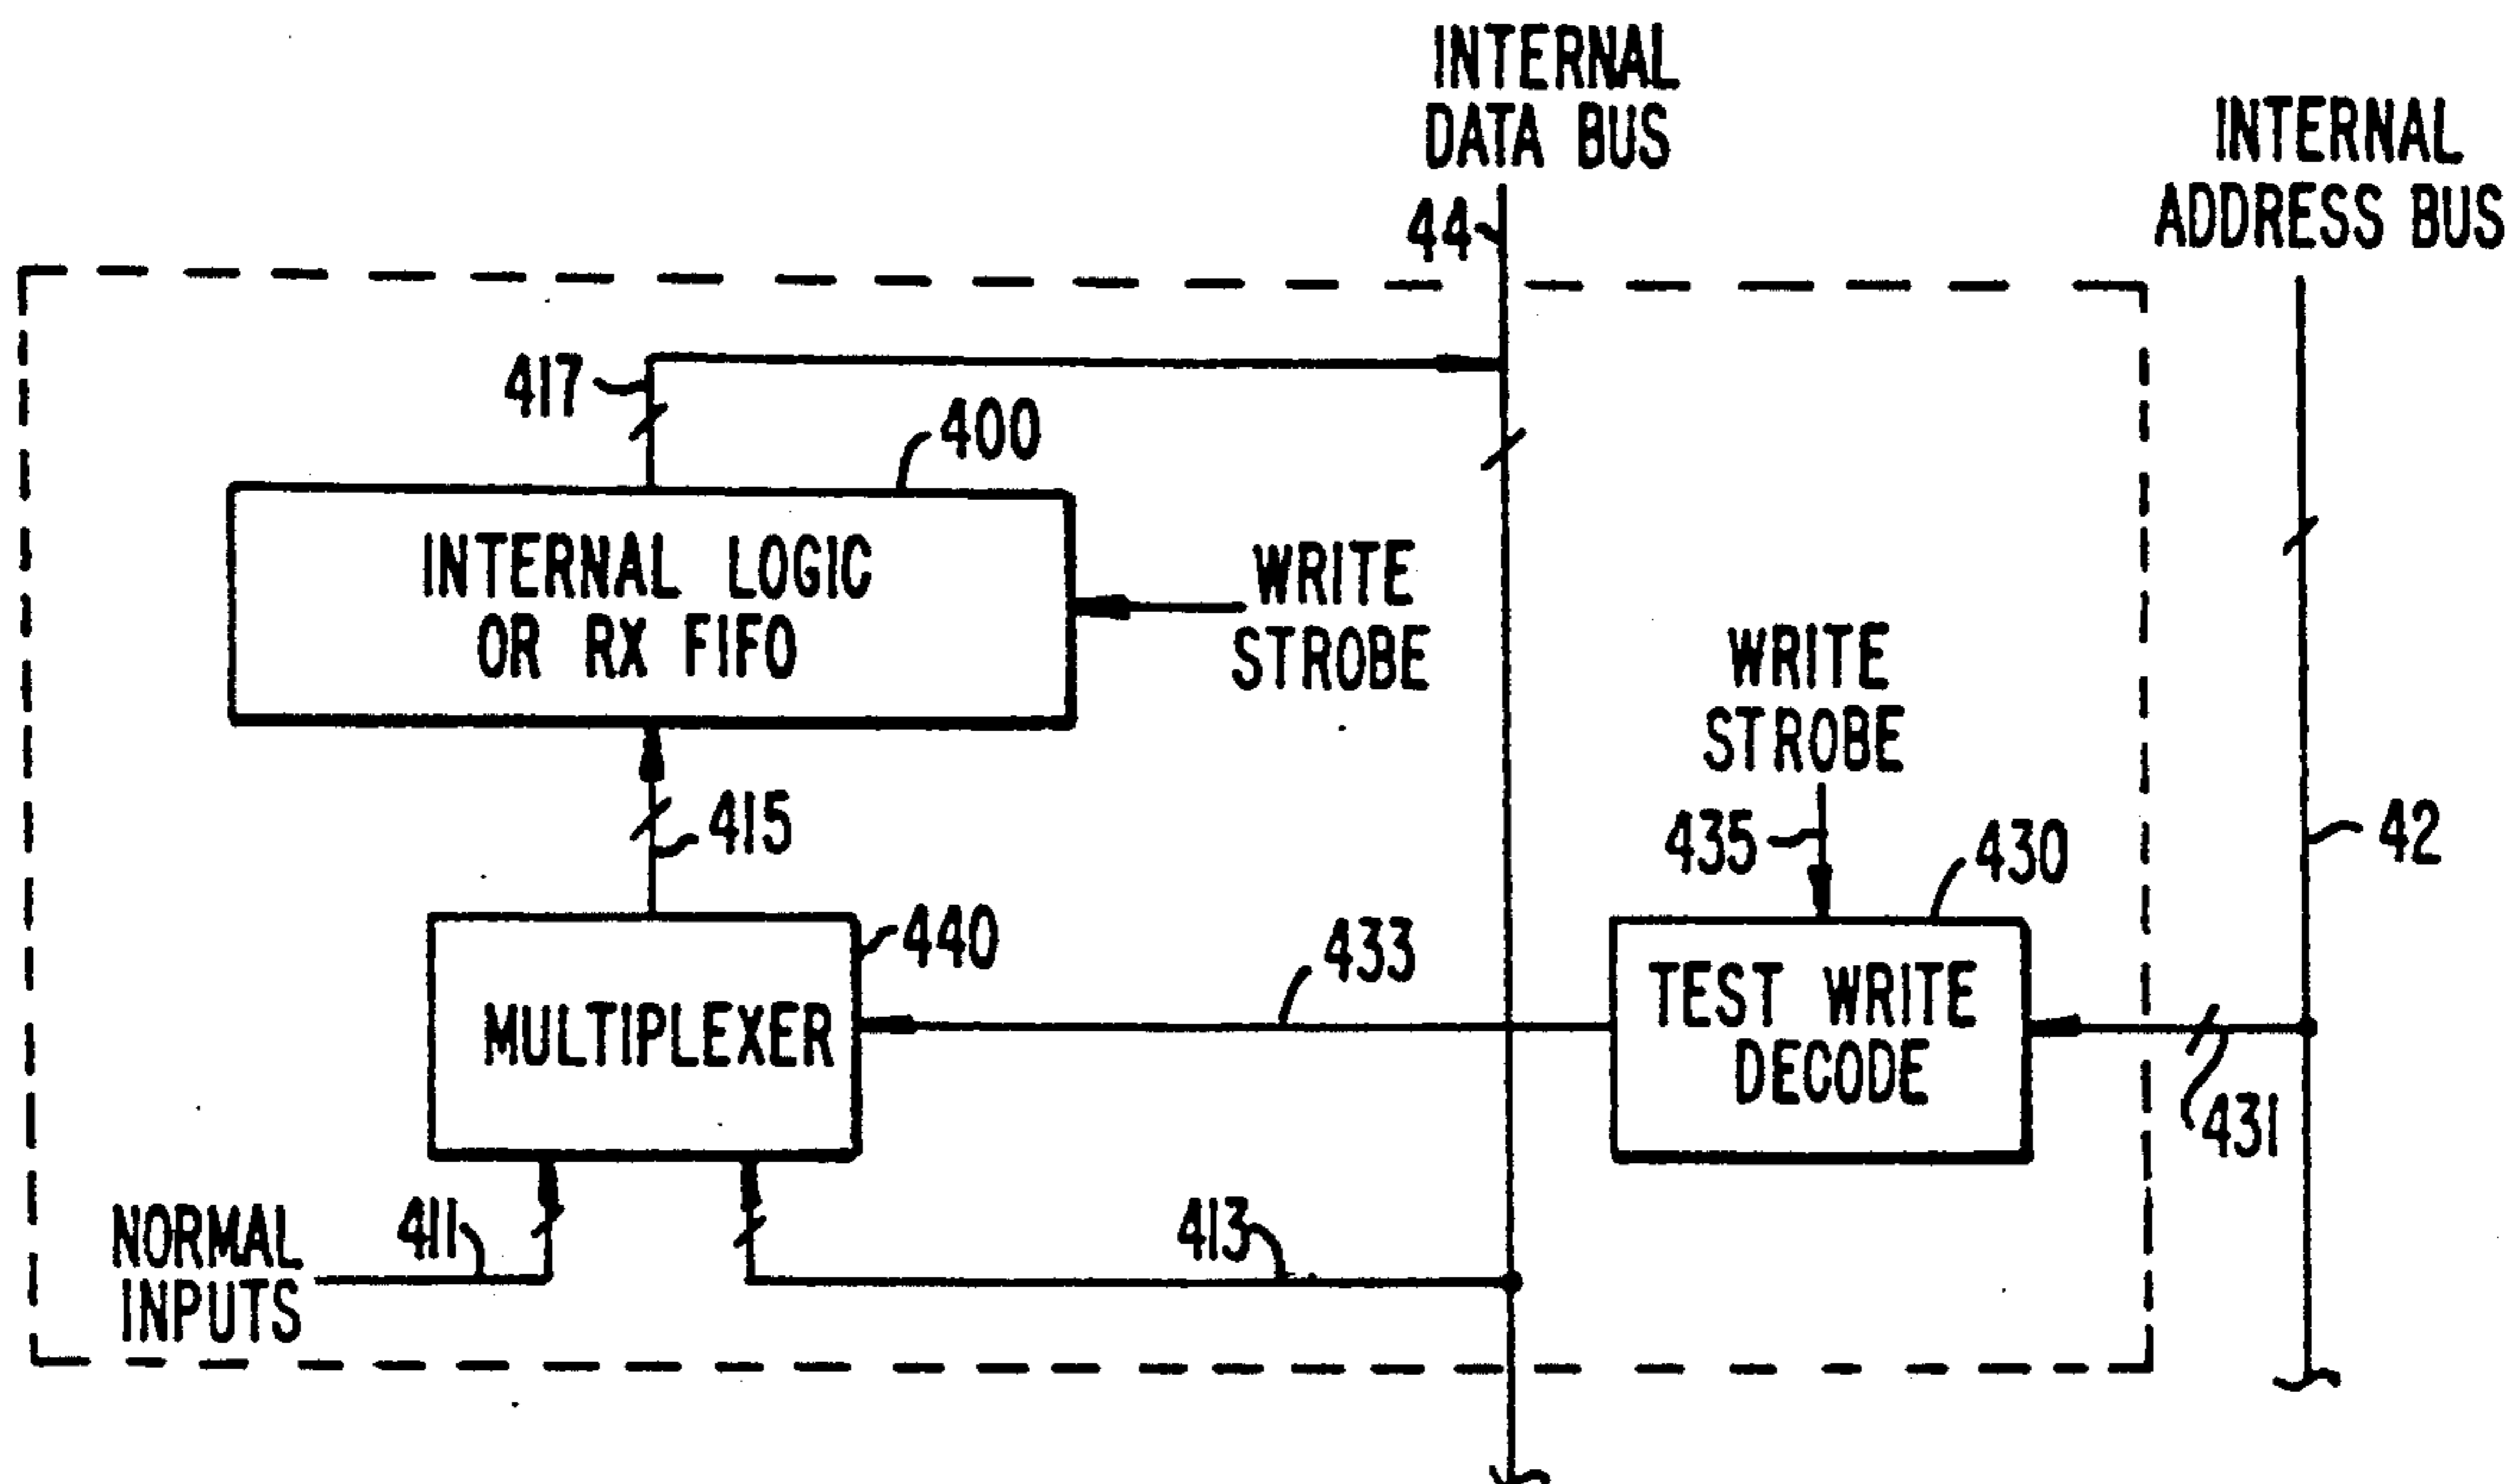 INTERNAL
DATA BUS
INTERNAL
ADDRESS BUS
44
417
400
INTERNAL LOGIC
OR RX FIFO
WRITE
STROBE
WRITE
STROBE
415
435
430
42
440
433
MULTIPLEXER
TEST WRITE
DECODE
431
NORMAL
INPUTS
411
413